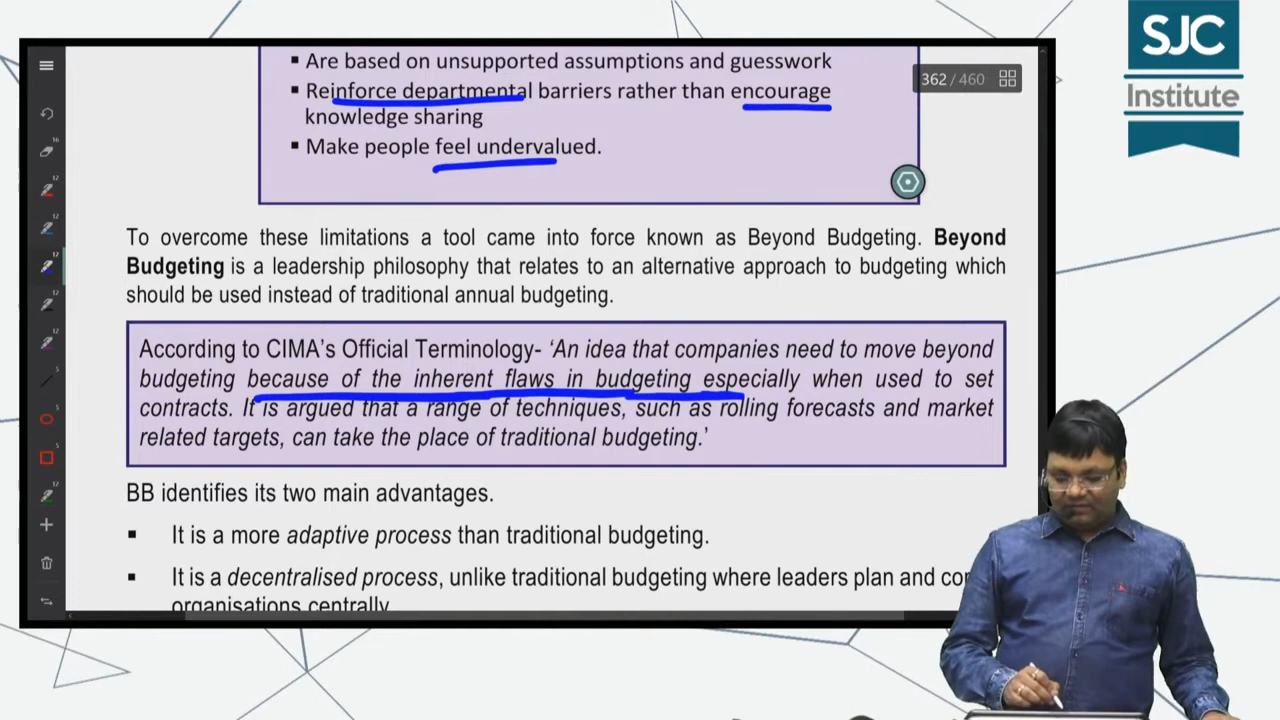 SJC
Institute
▪ Are based on unsupported assumptions and guesswork
362 / 460
▪ Reinforce departmental barriers rather than encourage
knowledge sharing
▪ Make people feel undervalued.
To overcome these limitations a tool came into force known as Beyond Budgeting. Beyond
Budgeting is a leadership philosophy that relates to an alternative approach to budgeting which
should be used instead of traditional annual budgeting.
According to CIMA's Official Terminology- 'An idea that companies need to move beyond
budgeting because of the inherent flaws in budgeting especially when used to set
contracts. It is argued that a range of techniques, such as rolling forecasts and market
related targets, can take the place of traditional budgeting.'
BB identifies its two main advantages.
▪ It is a more adaptive process than traditional budgeting.
▪ It is a decentralised process, unlike traditional budgeting where leaders plan and
organisations centrally